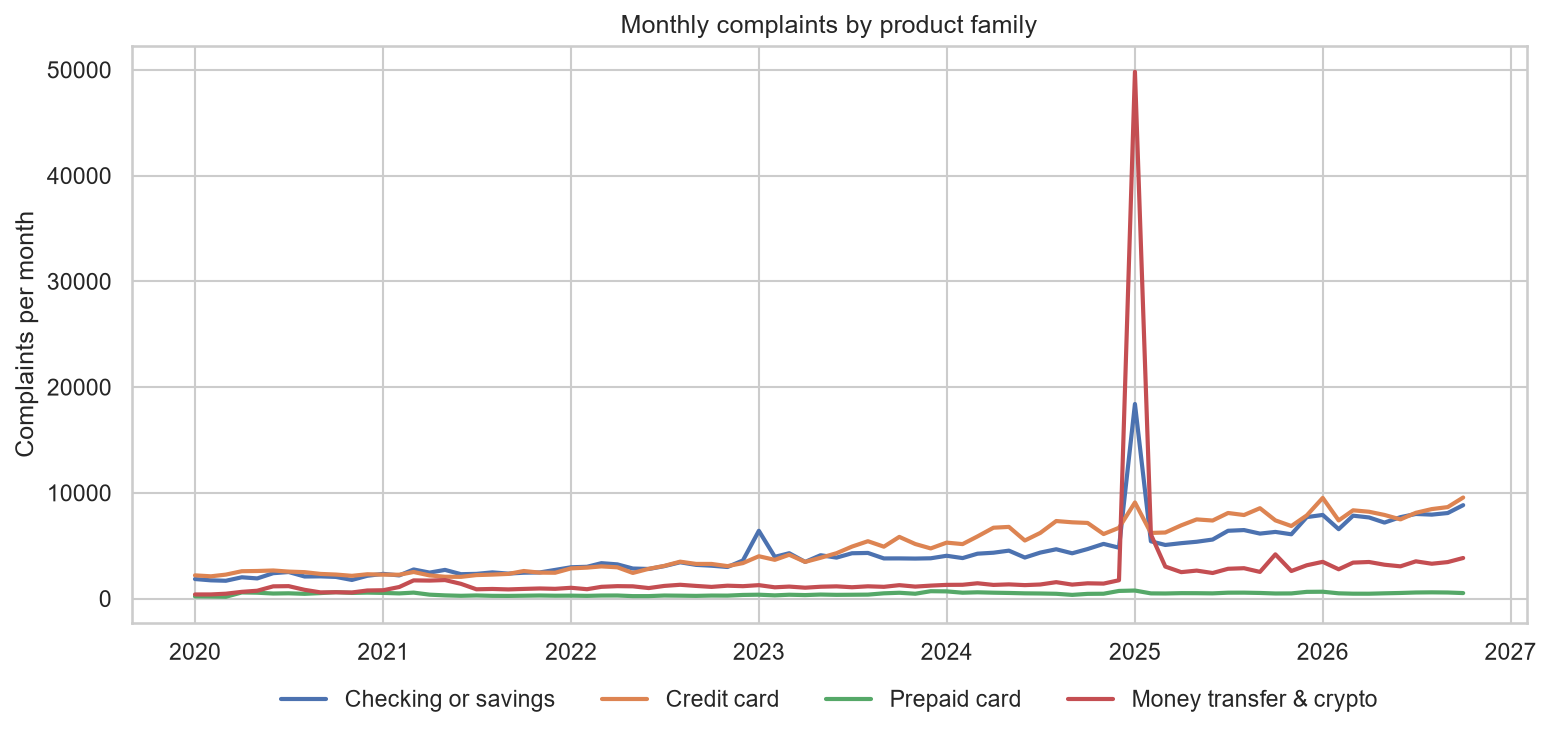 Monthly complaints by product family
Complaints per month
50000
40000
30000
20000
10000
0
2020 2021 2022 2023 2024 2025 2026 2027
Checking or savings Credit card Prepaid card Money transfer & crypto